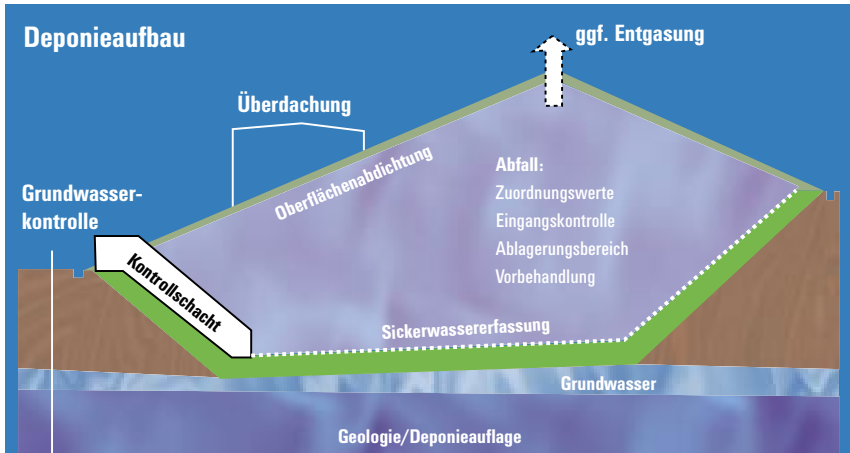 Deponieaufbau
ggf. Entgasung
Überdachung
Oberflächenabdichtung
Abfall:
Zuordnungswerte
Eingangskontrolle
Ablagerungsbereich
Vorbehandlung
Grundwasser-
kontrolle
Kontrollschacht
Sickerwassererfassung
Grundwasser
Geologie/Deponieauflage